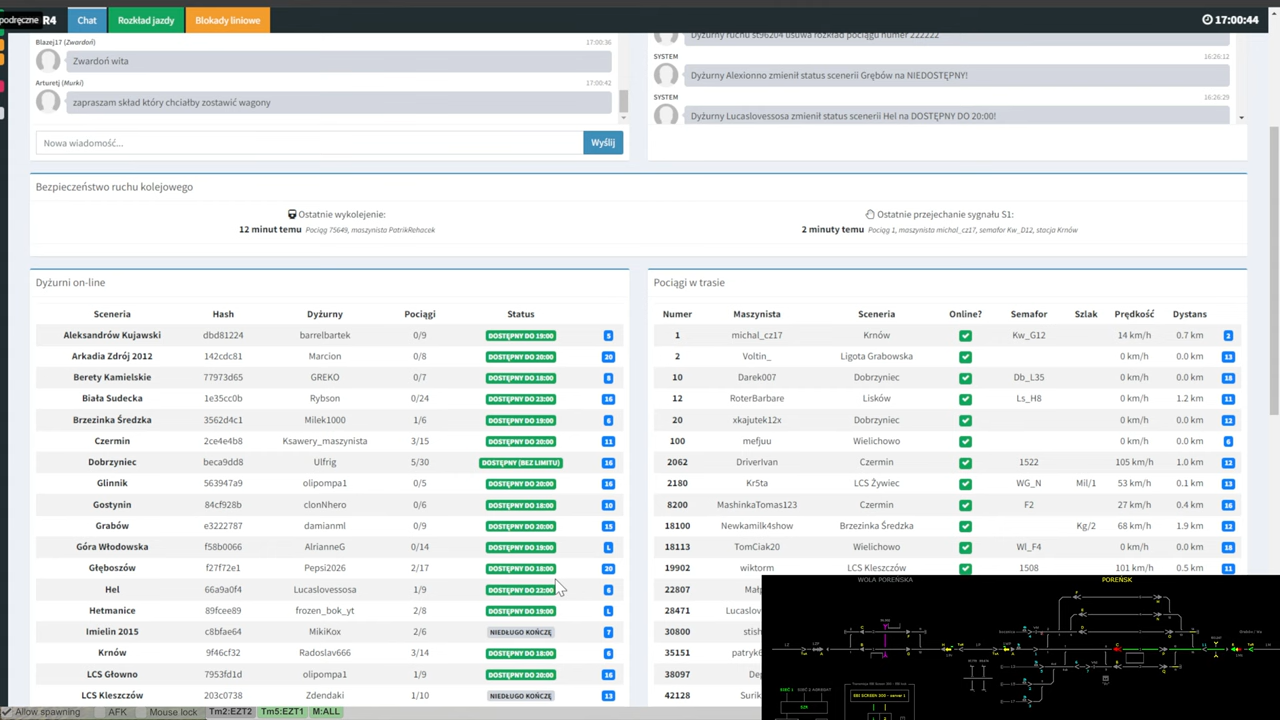 podręczne R4 Chat Rozkład jazdy Blokady liniowe 17:00:44
Blazej17 (Zwardoń) 17:00:36
Zwardoń wita
Arturetj (Murki) 17:00:42
zapraszam skład który chciałby zostawić wagony
Nowa wiadomość... Wyślij
Dyżurny ruchu st96204 usuwa rozkład pociągu numer 222222
SYSTEM 16:26:12
Dyżurny Alexionno zmienił status scenerii Grębów na NIEDOSTĘPNY!
SYSTEM 16:26:29
Dyżurny Lucaslovessosa zmienił status scenerii Hel na DOSTĘPNY DO 20:00!
Bezpieczeństwo ruchu kolejowego
Ostatnie wykolejenie:
12 minut temu Pociąg 75649, maszynista PatrikRehacek
Ostatnie przejechanie sygnału S1:
2 minuty temu Pociąg 1, maszynista michal_cz17, semafor Kw_D12, stacja Krnów
Dyżurni on-line
Sceneria Hash Dyżurny Pociągi Status
Aleksandrów Kujawski dbd81224 barrelbartek 0/9 DOSTĘPNY DO 19:00 5
Arkadia Zdrój 2012 142cdc81 Marcion 0/8 DOSTĘPNY DO 20:00 20
Berety Kamielskie 77973d65 GREKO 0/7 DOSTĘPNY DO 18:00 8
Biała Sudecka 1e35cc0b Rybson 0/24 DOSTĘPNY DO 23:00 16
Brzezinka Średzka 3562d4c1 Milek1000 1/6 DOSTĘPNY DO 19:00 6
Czermin 2ce4e4b8 Ksawery_maszynista 3/15 DOSTĘPNY DO 20:00 11
Dobrzyniec beca9dd8 Ulfrig 5/30 DOSTĘPNY (BEZ LIMITU) 16
Glinnik 563947a9 olipompa1 0/5 DOSTĘPNY DO 20:00 16
Gostynin 84cf928b clonNhero 0/6 DOSTĘPNY DO 18:00 10
Grabów e3222787 damianml 0/9 DOSTĘPNY DO 20:00 15
Góra Włodowska f58b0066 AlrianneG 0/14 DOSTĘPNY DO 19:00 L
Głęboszów f27f72e1 Pepsi2026 2/17 DOSTĘPNY DO 18:00 20
Hel 66a9a0f4 Lucaslovessosa 1/9 DOSTĘPNY DO 22:00 6
Hetmanice 89fcee89 frozen_bok_yt 2/8 DOSTĘPNY DO 19:00 L
Imielin 2015 c8bfae64 MikiKox 2/6 NIEDŁUGO KOŃCZĘ 7
Krnów 9f46cf32 Radoslav666 3/14 DOSTĘPNY DO 18:00 6
LCS Głowno 7953fd1d olipompa1 0/5 DOSTĘPNY DO 20:00 16
LCS Kleszczów 203c0738 Zbendaki 1/10 NIEDŁUGO KOŃCZĘ 13
Pociągi w trasie
Numer Maszynista Sceneria Online? Semafor Szlak Prędkość Dystans
1 michal_cz17 Krnów Kw_G12 14 km/h 0.7 km 2
2 Voltin_ Ligota Grabowska 0 km/h 0.0 km 13
10 Darek007 Dobrzyniec Db_L35 0 km/h 0.0 km 18
12 RoterBarbare Lisków Ls_H8 0 km/h 1.2 km 11
20 xkajutek12x Dobrzyniec 0 km/h 0.0 km 12
100 mefjuu Wielichowo 0 km/h 0.0 km 6
2062 DriverIvan Czermin 1522 105 km/h 1.0 km 12
2180 Kr5ta LCS Żywiec WG_N Mil/1 53 km/h 0.1 km 13
8200 MashinkaTomas123 Czermin F2 27 km/h 0.4 km 16
18100 Newkamilk4show Brzezinka Średzka Kg/2 68 km/h 1.9 km 12
18113 TomCiak20 Wielichowo Wl_F4 0 km/h 0.0 km 18
19902 wiktorm LCS Kleszczów 1508 101 km/h 0.5 km 11
22807
28471
30800
35151
38097
42128
WOLA POREŃSKA POREŃSK
Allow spawning AFK Mouse lock Tm2:EZT2 Tm5:EZT1 M:ALL